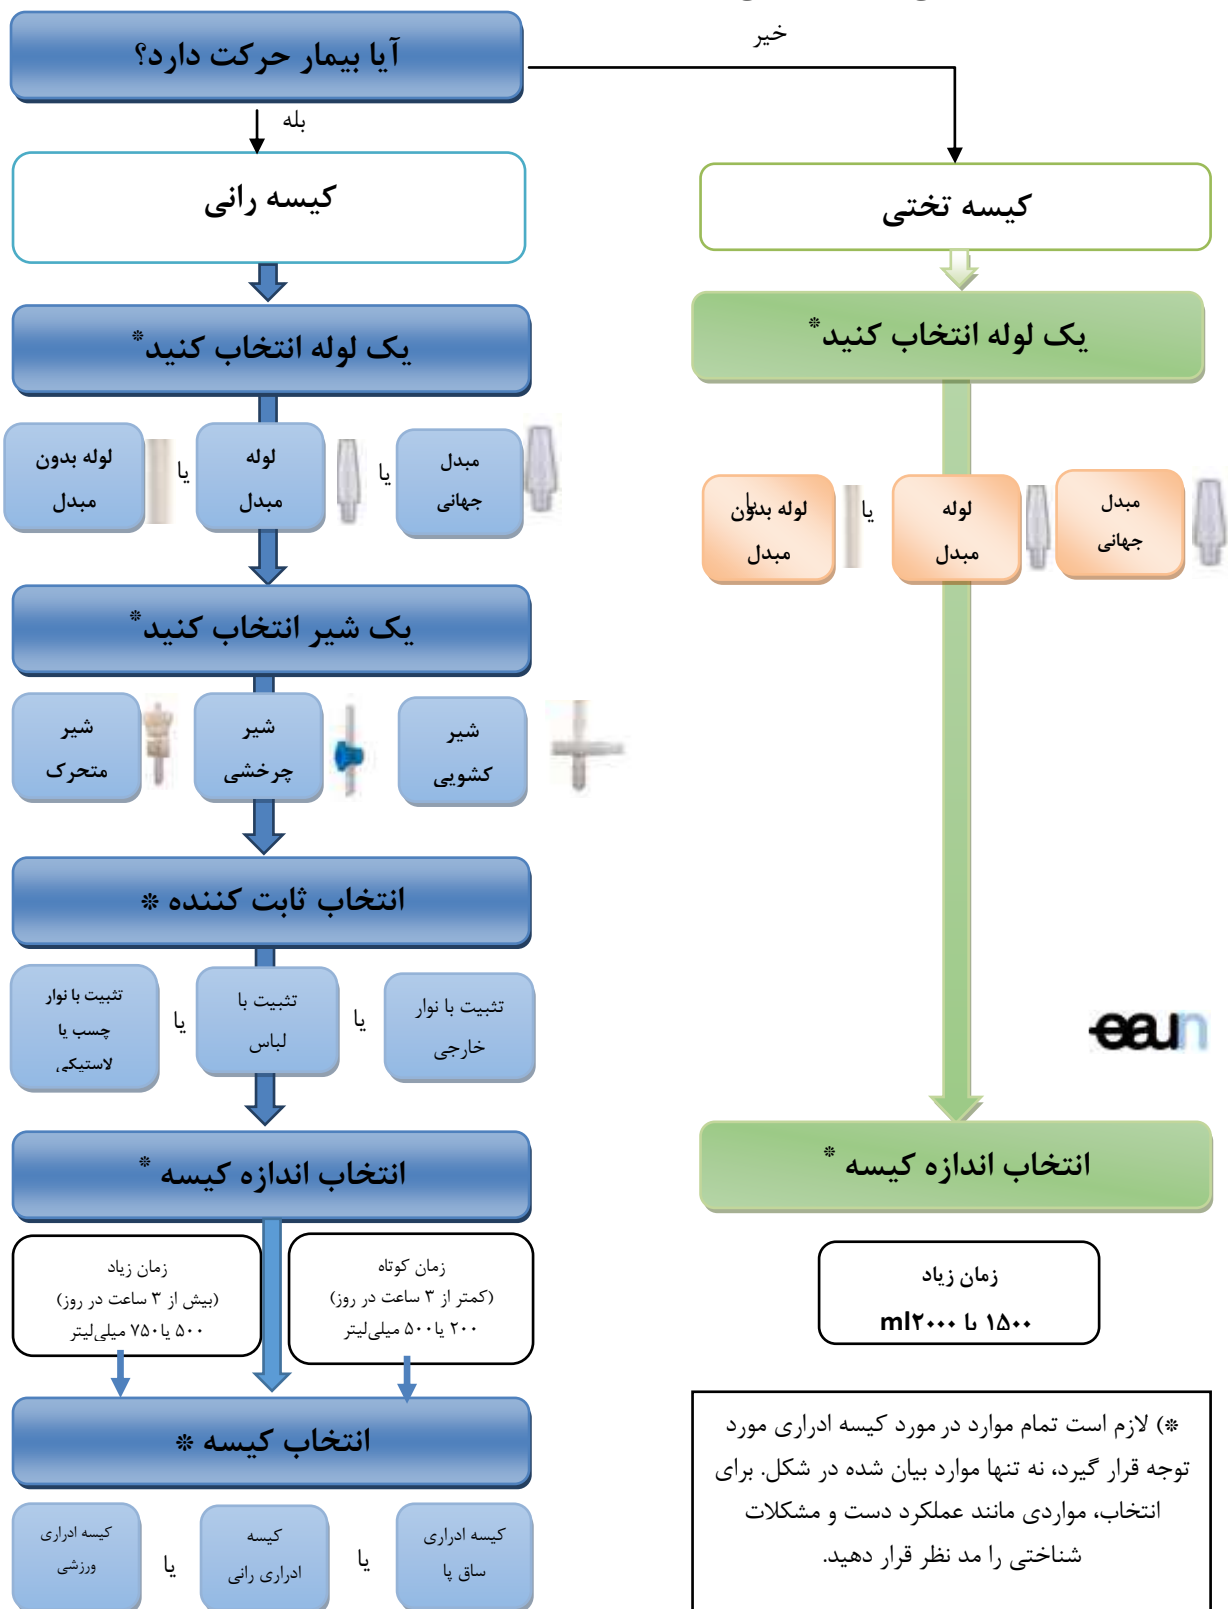 آیا بیمار حرکت دارد؟
خیر
بله
کیسه رانی
کیسه تختی
یک لوله انتخاب کنید*
یک لوله انتخاب کنید*
مبدل
جهانی
یا
لوله
مبدل
یا
لوله بدون
مبدل
مبدل
جهانی
لوله
مبدل
یا
لوله بدون
مبدل
یا
یک شیر انتخاب کنید*
شیر
کشویی
شیر
چرخشی
شیر
متحرک
انتخاب ثابت کننده *
تثبیت با نوار
خارجی
یا
تثبیت با
لباس
یا
تثبیت با نوار
چسب یا
لاستیکی
eaun
انتخاب اندازه کیسه *
انتخاب اندازه کیسه *
زمان کوتاه
(کمتر از ۳ ساعت در روز)
۲۰۰ یا ۵۰۰ میلی‌لیتر
زمان زیاد
(بیش از ۳ ساعت در روز)
۵۰۰ یا ۷۵۰ میلی‌لیتر
زمان زیاد
۱۵۰۰ یا ۲۰۰۰ml
انتخاب کیسه *
کیسه ادراری
ساق پا
یا
کیسه
ادراری رانی
یا
کیسه ادراری
ورزشی
*) لازم است تمام موارد در مورد کیسه ادراری مورد
توجه قرار گیرد، نه تنها موارد بیان شده در شکل. برای
انتخاب، مواردی مانند عملکرد دست و مشکلات
شناختی را مد نظر قرار دهید.